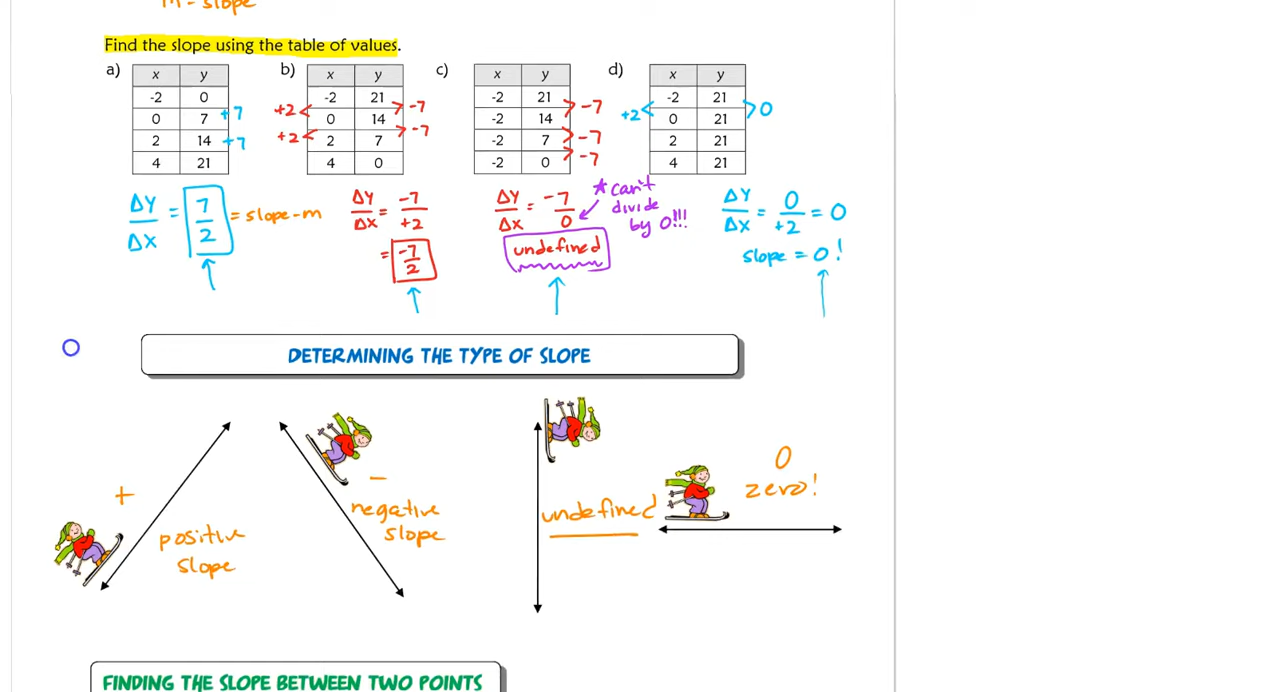 m = slope
Find the slope using the table of values.
a)
x y
-2 0
0 7
2 14
4 21
+7
+7
ΔY/ΔX = 7/2 = slope - m
b)
x y
-2 21
0 14
2 7
4 0
+2
+2
-7
-7
ΔY/ΔX = -7/+2
= -7/2
c)
x y
-2 21
-2 14
-2 7
-2 0
-7
-7
-7
ΔY/ΔX = -7/0
* can't
divide
by 0!!!
undefined
d)
x y
-2 21
0 21
2 21
4 21
+2
0
ΔY/ΔX = 0/+2 = 0
slope = 0!
DETERMINING THE TYPE OF SLOPE
+
positive
slope
-
negative
slope
undefined
0
zero!
FINDING THE SLOPE BETWEEN TWO POINTS